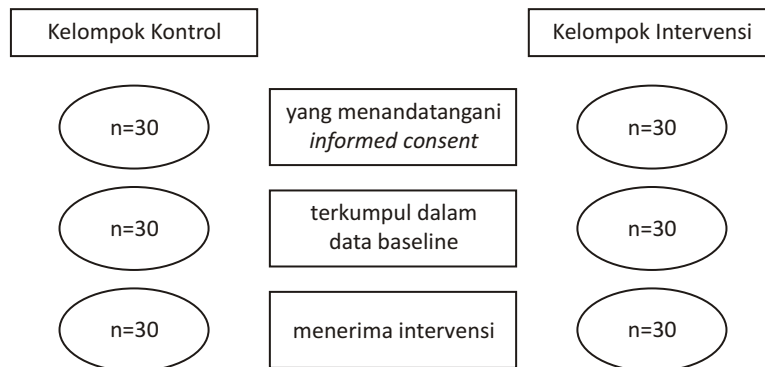 Kelompok Kontrol
Kelompok Intervensi
n=30
yang menandatangani
informed consent
n=30
n=30
terkumpul dalam
data baseline
n=30
n=30
menerima intervensi
n=30